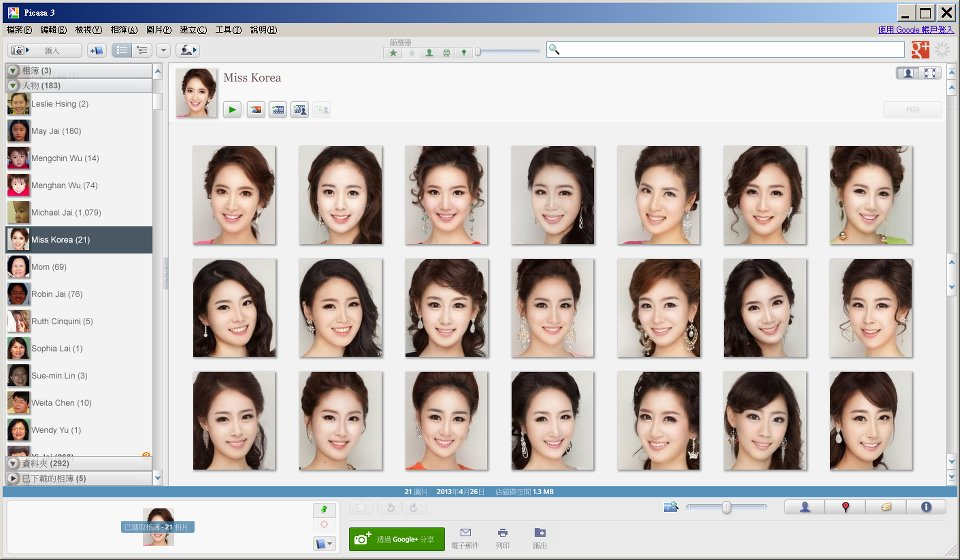 Picasa 3
檔案(F) 編輯(E) 檢視(V) 相簿(A) 圖片(P) 建立(C) 工具(T) 說明(H)
使用 Google 帳戶登入
匯入
篩選器
相簿 (3)
人物 (183)
Leslie Hsing (2)
May Jai (180)
Mengchin Wu (14)
Menghan Wu (74)
Michael Jai (1,079)
Miss Korea (21)
Mom (69)
Robin Jai (76)
Ruth Cinquini (5)
Sophia Lai (1)
Sue-min Lin (3)
Weita Chen (10)
Wendy Yu (1)
資料夾 (292)
已下載的相簿 (5)
Miss Korea
移除
21 圖片 2013年4月26日 佔磁碟空間 1.3 MB
已選取相簿 - 21 相片
透過 Google+ 分享
電子郵件
列印
匯出